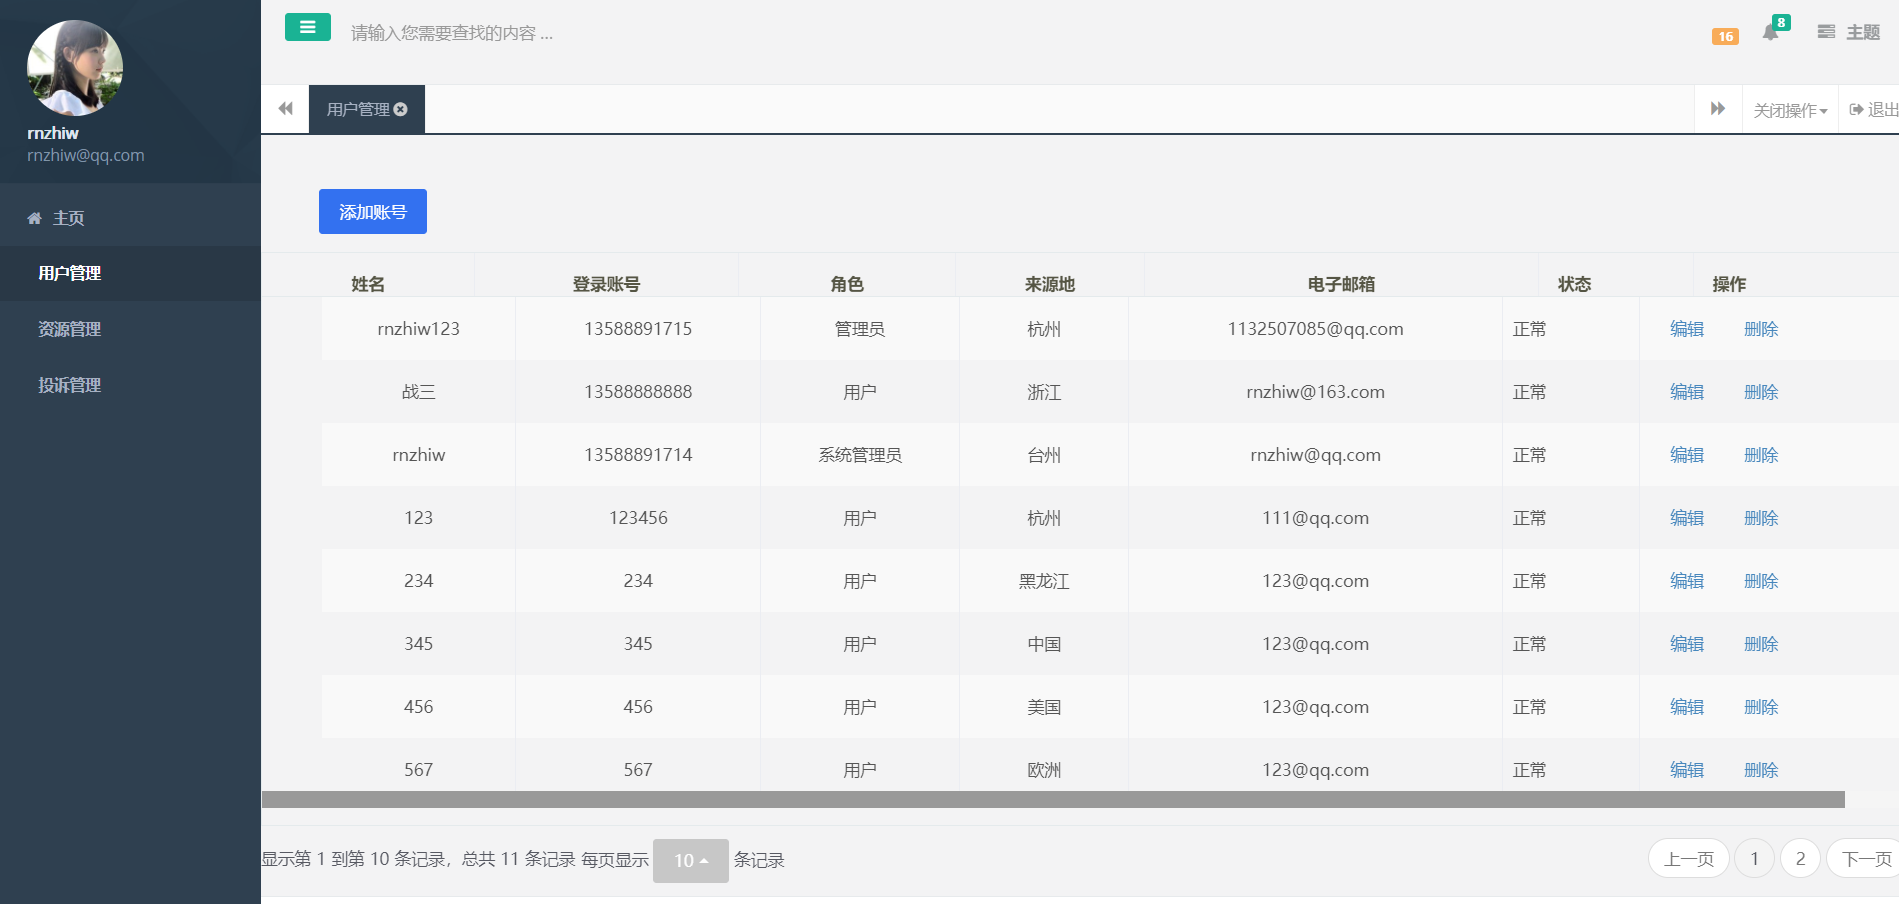 rnzhiw
rnzhiw@qq.com
主页
用户管理
资源管理
投诉管理
请输入您需要查找的内容 ...
16
8
主题
用户管理
关闭操作
退出
添加账号
姓名 登录账号 角色 来源地 电子邮箱 状态 操作
rnzhiw123 13588891715 管理员 杭州 1132507085@qq.com 正常 编辑 删除
战三 13588888888 用户 浙江 rnzhiw@163.com 正常 编辑 删除
rnzhiw 13588891714 系统管理员 台州 rnzhiw@qq.com 正常 编辑 删除
123 123456 用户 杭州 111@qq.com 正常 编辑 删除
234 234 用户 黑龙江 123@qq.com 正常 编辑 删除
345 345 用户 中国 123@qq.com 正常 编辑 删除
456 456 用户 美国 123@qq.com 正常 编辑 删除
567 567 用户 欧洲 123@qq.com 正常 编辑 删除
显示第 1 到第 10 条记录，总共 11 条记录 每页显示 10 条记录
上一页 1 2 下一页